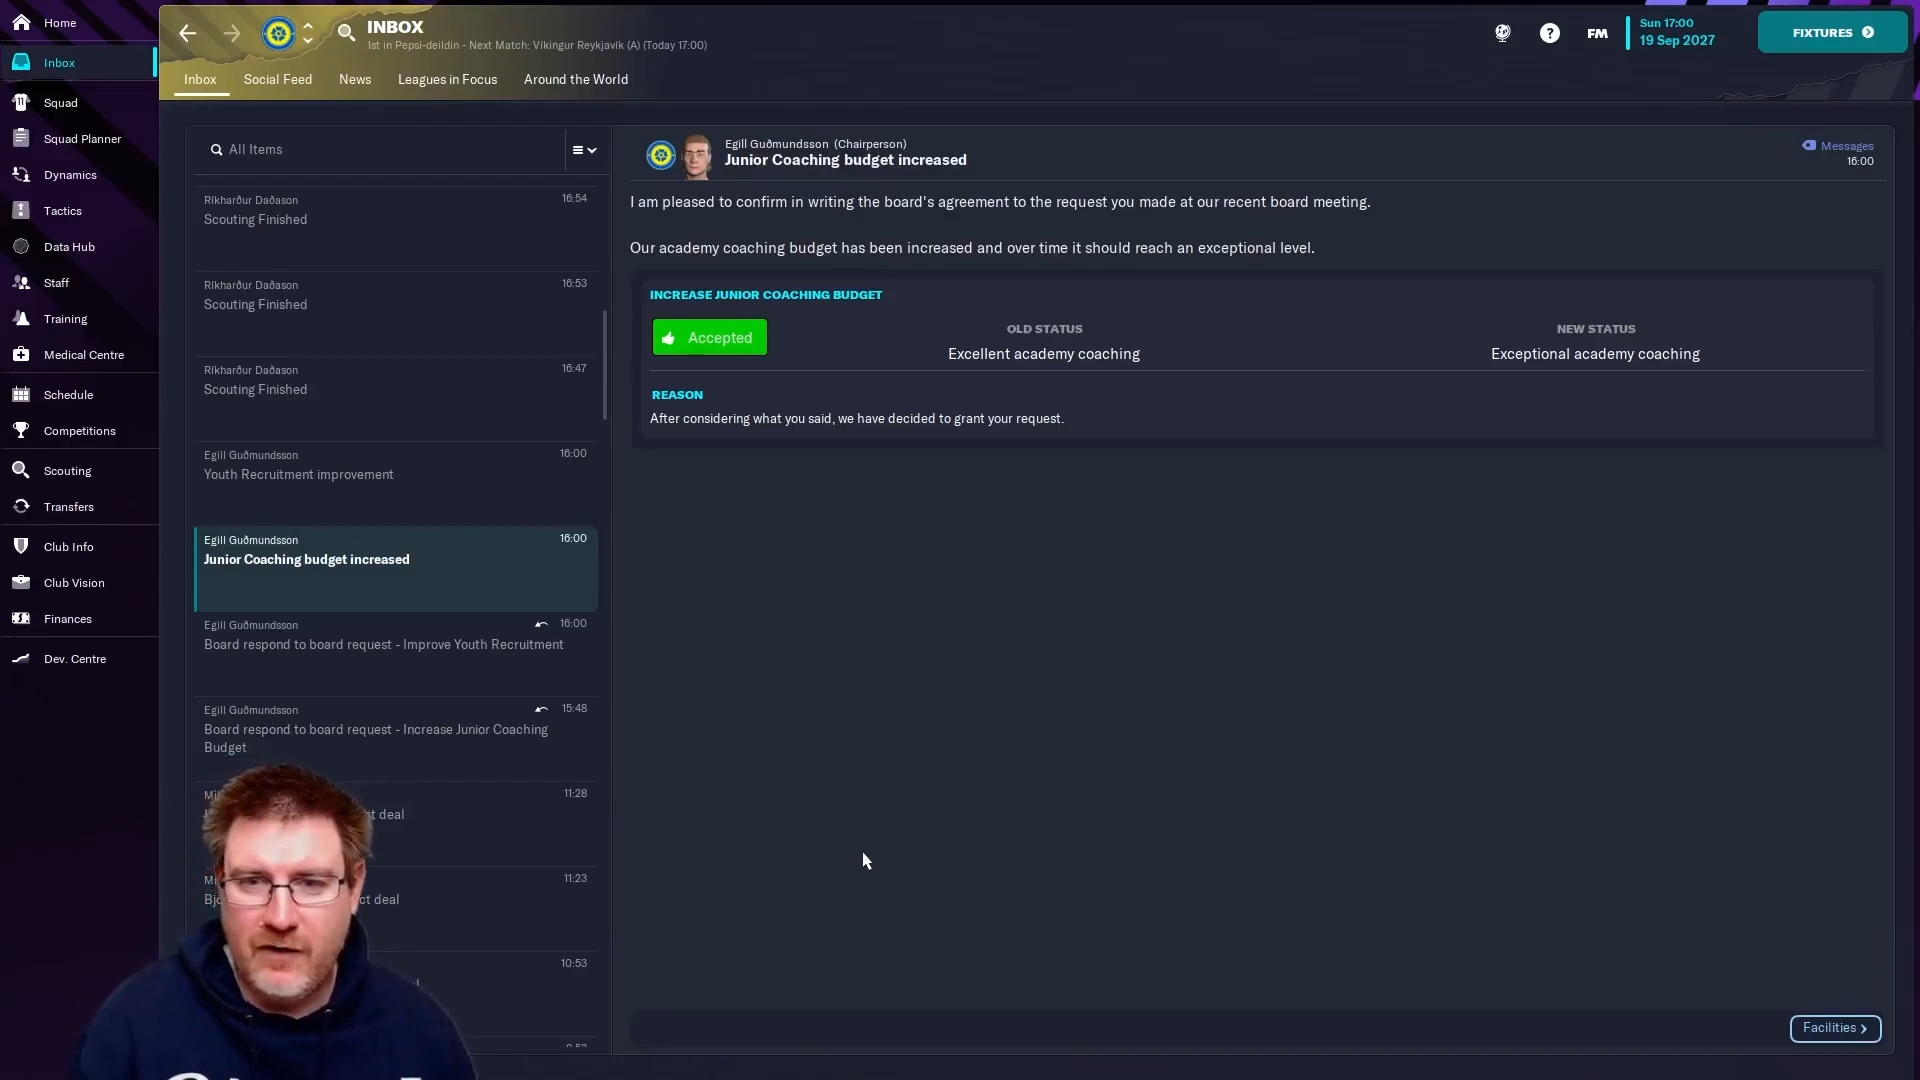 Home
Inbox
Squad
Squad Planner
Dynamics
Tactics
Data Hub
Staff
Training
Medical Centre
Schedule
Competitions
Scouting
Transfers
Club Info
Club Vision
Finances
Dev. Centre
INBOX
1st in Pepsi-deildin - Next Match: Víkingur Reykjavík (A) (Today 17:00)
FM
Sun 17:00
19 Sep 2027
FIXTURES
Inbox Social Feed News Leagues in Focus Around the World
All Items
Ríkharður Daðason 16:54
Scouting Finished
Ríkharður Daðason 16:53
Scouting Finished
Ríkharður Daðason 16:47
Scouting Finished
Egill Guðmundsson 16:00
Youth Recruitment improvement
Egill Guðmundsson 16:00
Junior Coaching budget increased
Egill Guðmundsson 16:00
Board respond to board request - Improve Youth Recruitment
Egill Guðmundsson 15:48
Board respond to board request - Increase Junior Coaching
Budget
11:28
deal
11:23
deal
10:53
Egill Guðmundsson (Chairperson)
Junior Coaching budget increased
Messages
16:00
I am pleased to confirm in writing the board's agreement to the request you made at our recent board meeting.
Our academy coaching budget has been increased and over time it should reach an exceptional level.
INCREASE JUNIOR COACHING BUDGET
Accepted
OLD STATUS
Excellent academy coaching
NEW STATUS
Exceptional academy coaching
REASON
After considering what you said, we have decided to grant your request.
Facilities